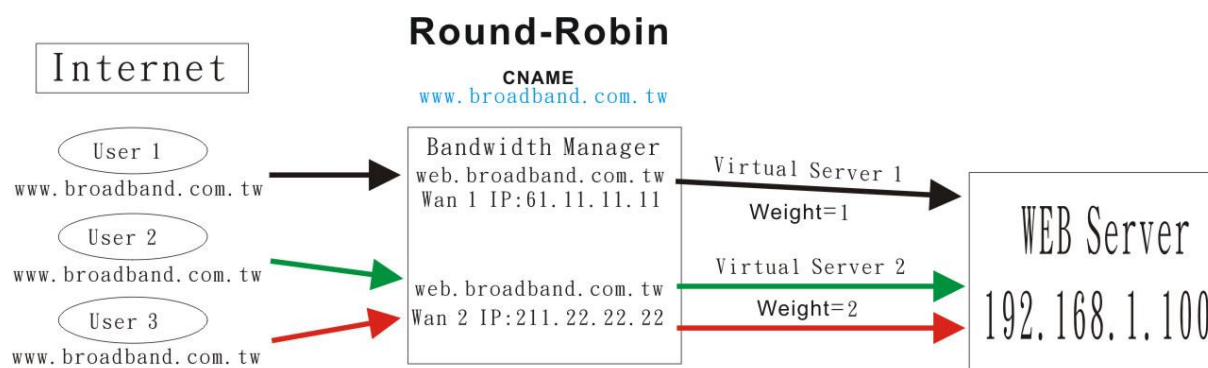 Round-Robin
Internet
CNAME
www.broadband.com.tw
User 1
www.broadband.com.tw
User 2
www.broadband.com.tw
User 3
www.broadband.com.tw
Bandwidth Manager
web.broadband.com.tw
Wan 1 IP:61.11.11.11
web.broadband.com.tw
Wan 2 IP:211.22.22.22
Virtual Server 1
Weight=1
Virtual Server 2
Weight=2
WEB Server
192.168.1.100